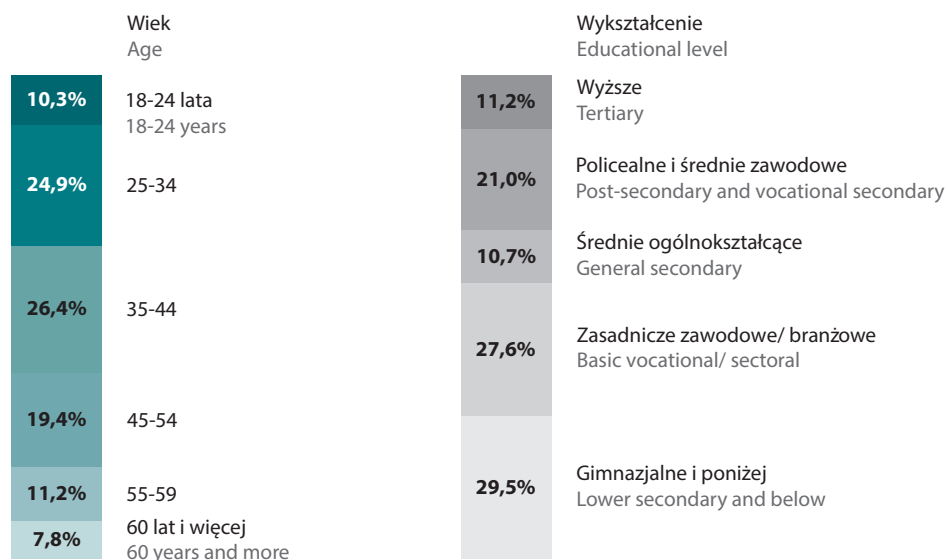 Wiek
Age
10,3%
18-24 lata
18-24 years
24,9%
25-34
26,4%
35-44
19,4%
45-54
11,2%
55-59
7,8%
60 lat i więcej
60 years and more
Wykształcenie
Educational level
11,2%
Wyższe
Tertiary
21,0%
Policealne i średnie zawodowe
Post-secondary and vocational secondary
10,7%
Średnie ogólnokształcące
General secondary
27,6%
Zasadnicze zawodowe/ branżowe
Basic vocational/ sectoral
29,5%
Gimnazjalne i poniżej
Lower secondary and below